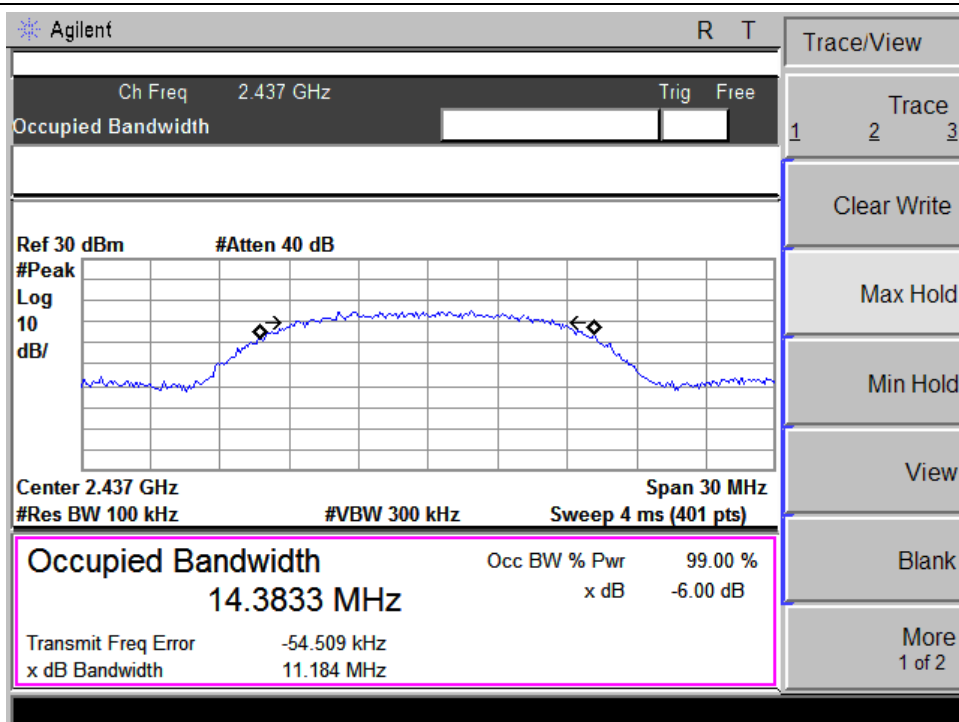 Agilent R T
Ch Freq 2.437 GHz Trig Free
Occupied Bandwidth
Ref 30 dBm #Atten 40 dB
#Peak
Log
10
dB/
Center 2.437 GHz Span 30 MHz
#Res BW 100 kHz #VBW 300 kHz Sweep 4 ms (401 pts)
Occupied Bandwidth Occ BW % Pwr 99.00 %
14.3833 MHz x dB -6.00 dB
Transmit Freq Error -54.509 kHz
x dB Bandwidth 11.184 MHz
Trace/View
Trace
1 2 3
Clear Write
Max Hold
Min Hold
View
Blank
More
1 of 2